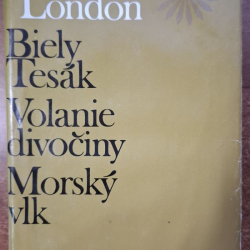 London
Biely
Tesák
Volanie
divočiny
Morský
vlk